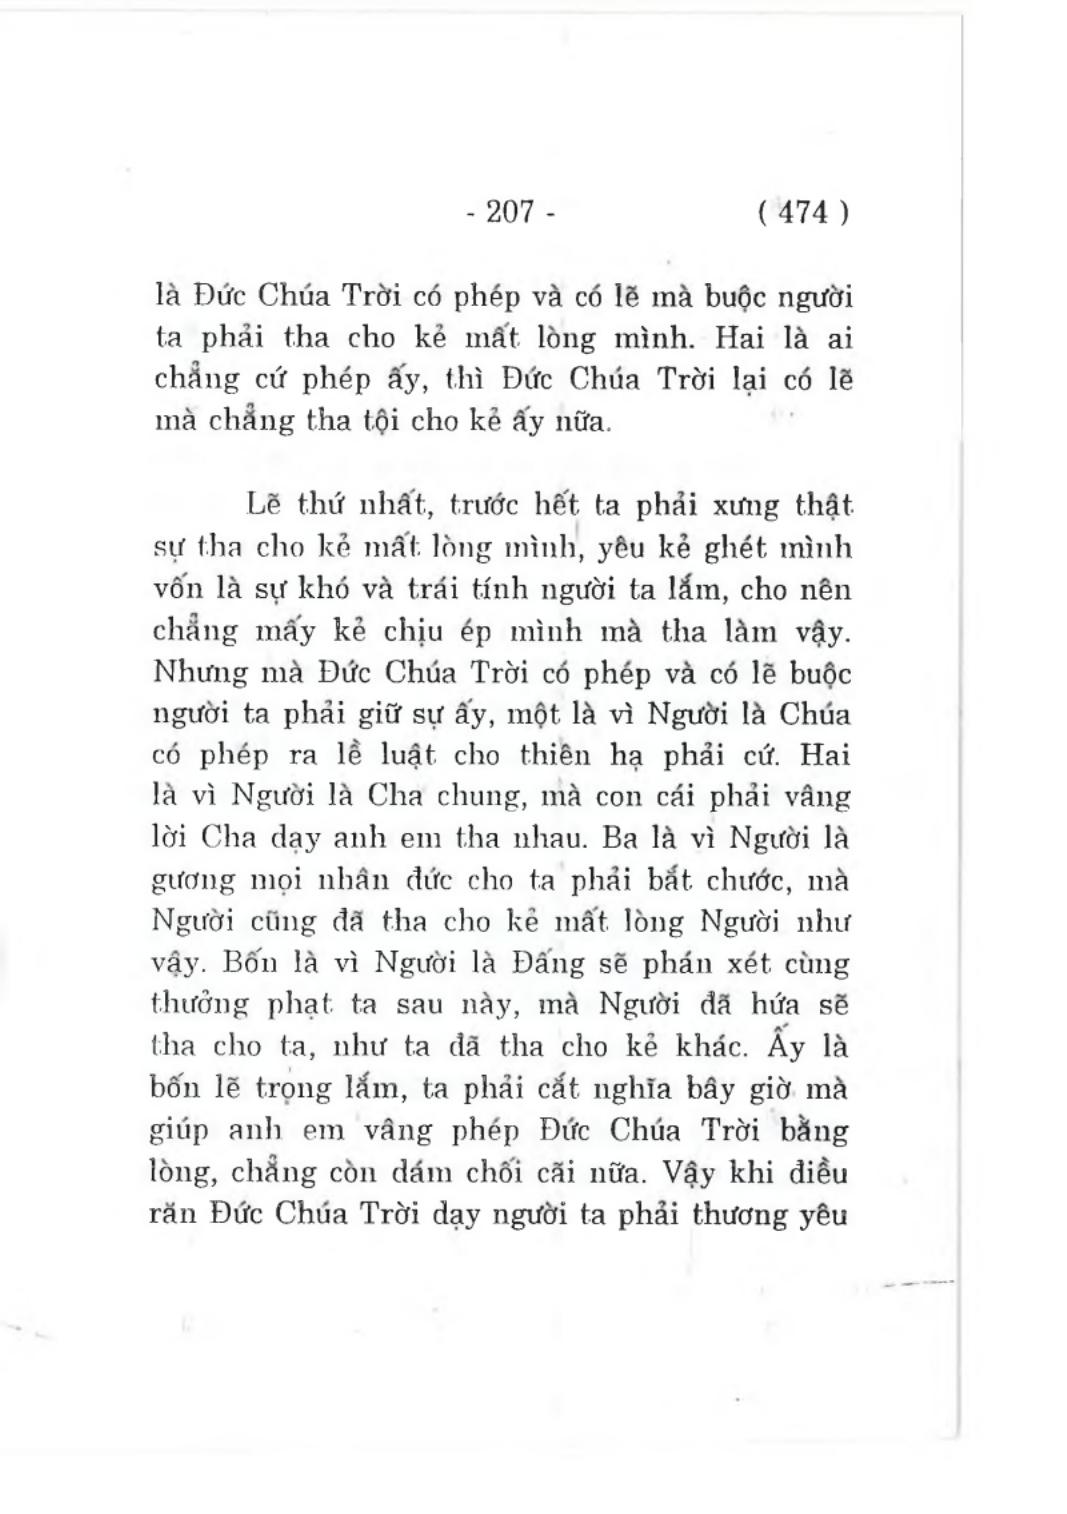 - 207 - ( 474 )
là Đức Chúa Trời có phép và có lẽ mà buộc người
ta phải tha cho kẻ mất lòng mình. Hai là ai
chẳng cứ phép ấy, thì Đức Chúa Trời lại có lẽ
mà chẳng tha tội cho kẻ ấy nữa.
Lẽ thứ nhất, trước hết ta phải xưng thật
sự tha cho kẻ mất lòng mình, yêu kẻ ghét mình
vốn là sự khó và trái tính người ta lắm, cho nên
chẳng mấy kẻ chịu ép mình mà tha làm vậy.
Nhưng mà Đức Chúa Trời có phép và có lẽ buộc
người ta phải giữ sự ấy, một là vì Người là Chúa
có phép ra lề luật cho thiên hạ phải cứ. Hai
là vì Người là Cha chung, mà con cái phải vâng
lời Cha dạy anh em tha nhau. Ba là vì Người là
gương mọi nhân đức cho ta phải bắt chước, mà
Người cũng đã tha cho kẻ mất lòng Người như
vậy. Bốn là vì Người là Đấng sẽ phán xét cùng
thưởng phạt ta sau này, mà Người đã hứa sẽ
tha cho ta, như ta đã tha cho kẻ khác. Ấy là
bốn lẽ trọng lắm, ta phải cắt nghĩa bây giờ mà
giúp anh em vâng phép Đức Chúa Trời bằng
lòng, chẳng còn dám chối cãi nữa. Vậy khi điều
răn Đức Chúa Trời dạy người ta phải thương yêu